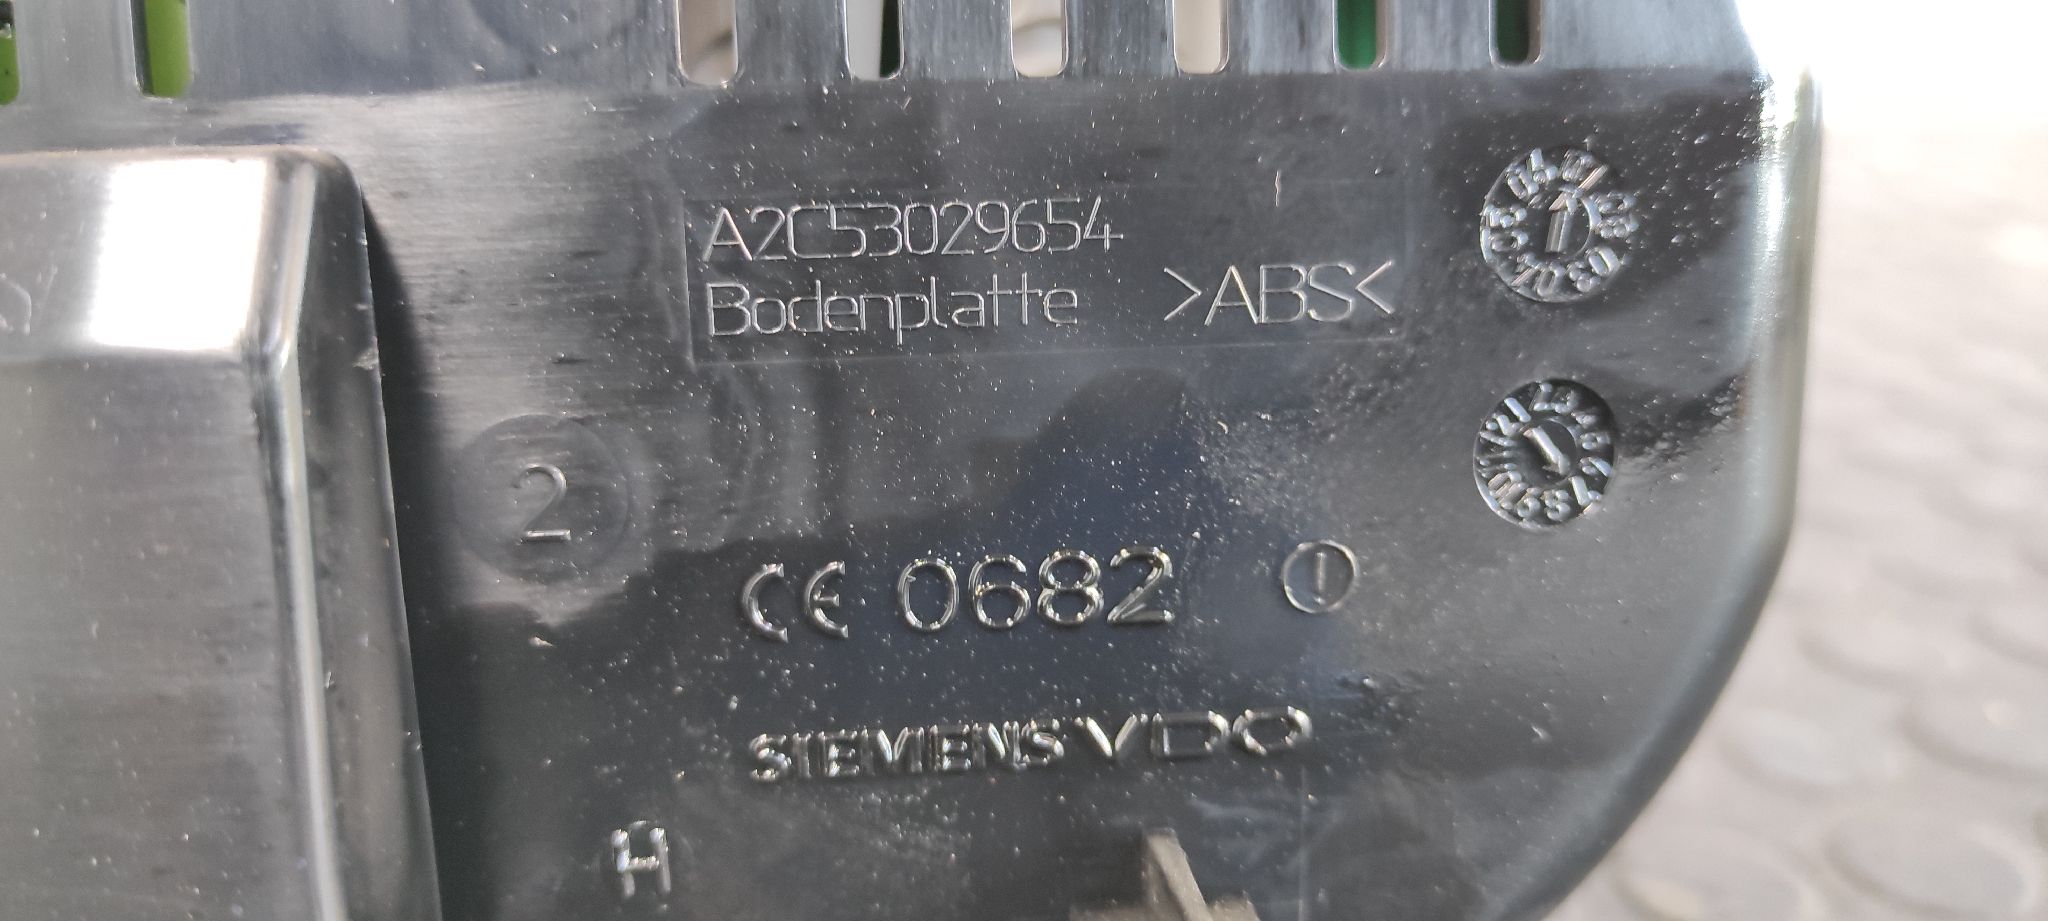 A2C53029654
Bodenplatte >ABS<
2
CE 0682
SIEMENS VDO
H